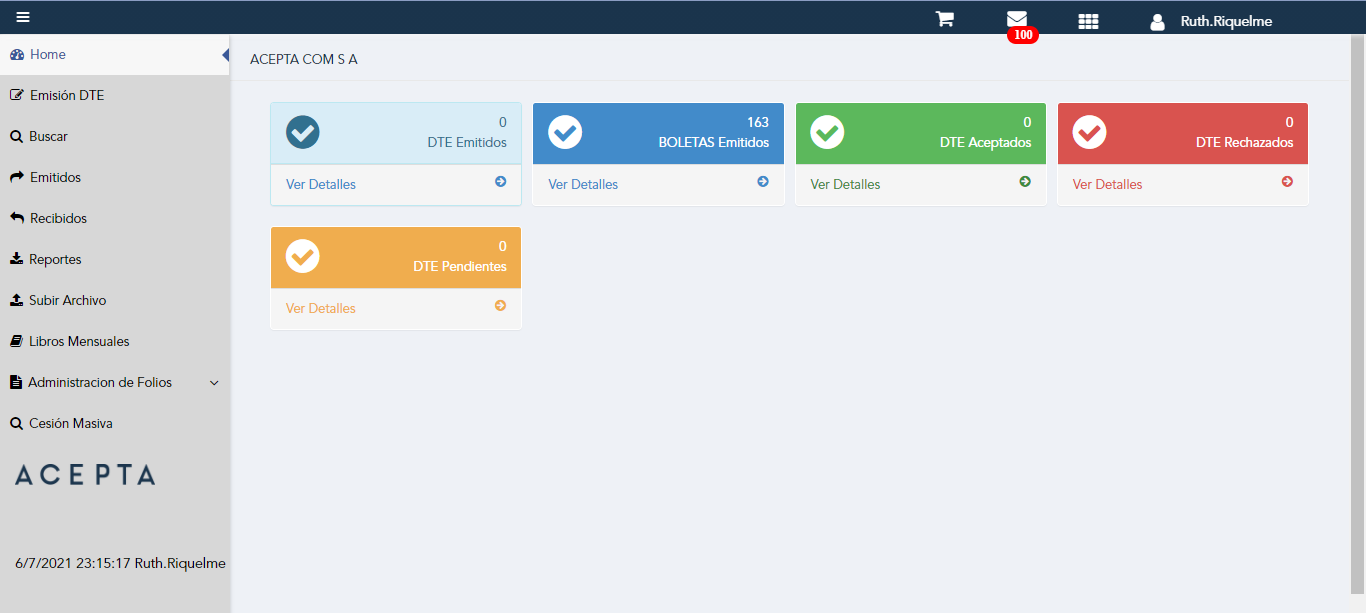 100
Ruth.Riquelme
Home
ACEPTA COM S A
Emisión DTE
Buscar
Emitidos
Recibidos
Reportes
Subir Archivo
Libros Mensuales
Administracion de Folios
Cesión Masiva
ACEPTA
6/7/2021 23:15:17 Ruth.Riquelme
0
DTE Emitidos
Ver Detalles
163
BOLETAS Emitidos
Ver Detalles
0
DTE Aceptados
Ver Detalles
0
DTE Rechazados
Ver Detalles
0
DTE Pendientes
Ver Detalles